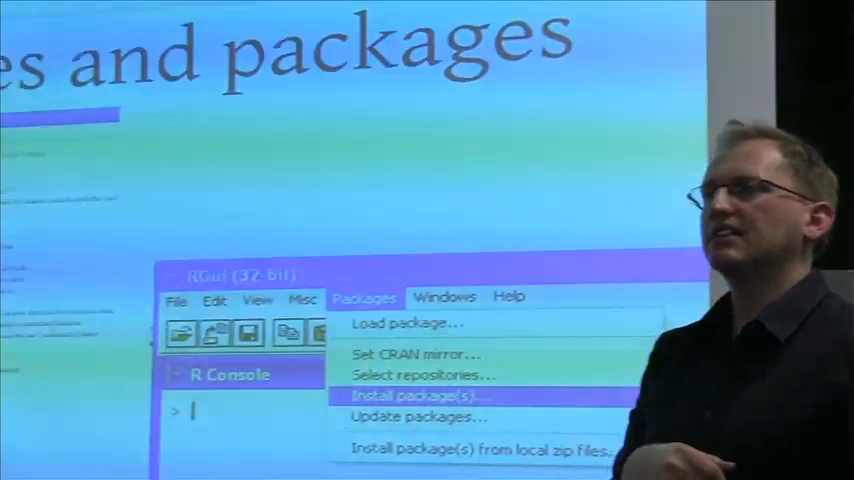 es and packages
RGui (32-bit)
File Edit View Misc Packages Windows Help
Load package...
Set CRAN mirror...
Select repositories...
Install package(s)...
Update packages...
Install package(s) from local zip files...
R Console
>